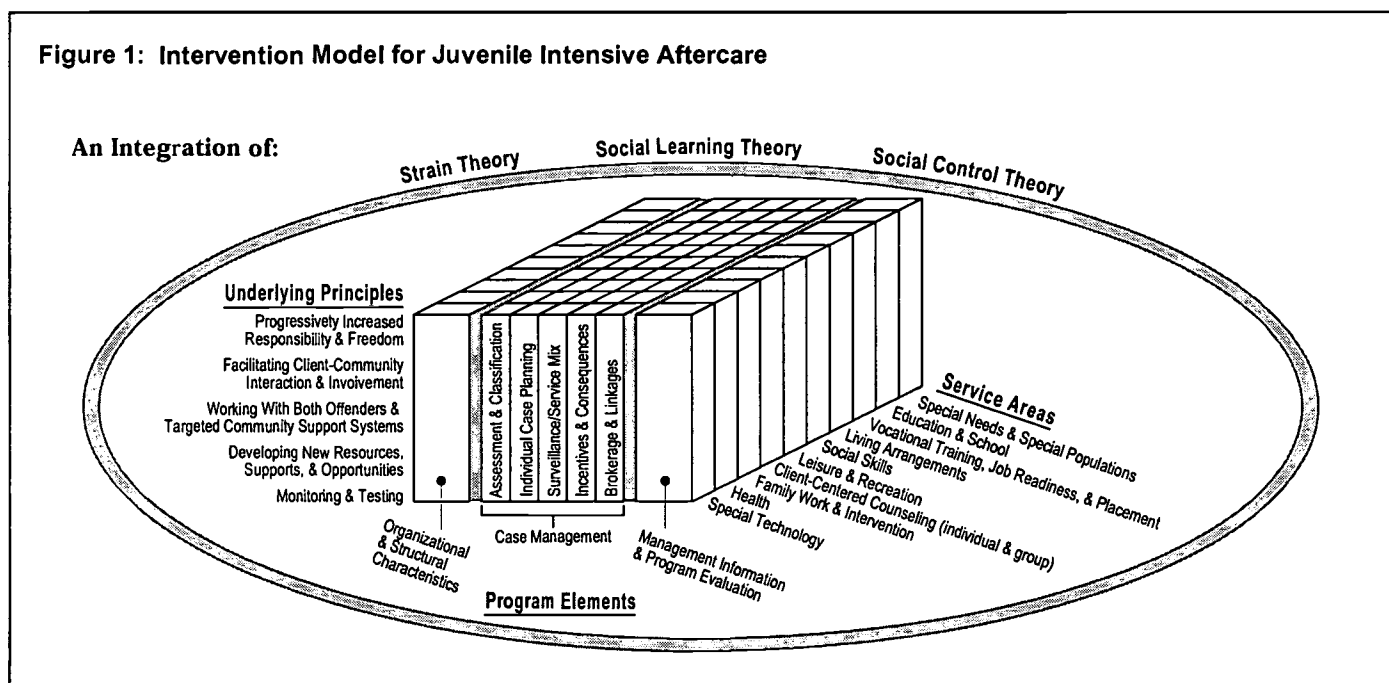 Figure 1: Intervention Model for Juvenile Intensive Aftercare
An Integration of:
Strain Theory
Social Learning Theory
Social Control Theory
Underlying Principles
Progressively Increased
Responsibility & Freedom
Facilitating Client-Community
Interaction & Involvement
Working With Both Offenders &
Targeted Community Support Systems
Developing New Resources,
Supports, & Opportunities
Monitoring & Testing
Assessment & Classification
Individual Case Planning
Surveillance/Service Mix
Incentives & Consequences
Brokerage & Linkages
Organizational
& Structural
Characteristics
Case Management
Management Information
& Program Evaluation
Program Elements
Service Areas
Special Needs & Special Populations
Education & School
Vocational Training, Job Readiness, & Placement
Living Arrangements
Social Skills
Leisure & Recreation
Client-Centered Counseling (individual & group)
Family Work & Intervention
Health
Special Technology